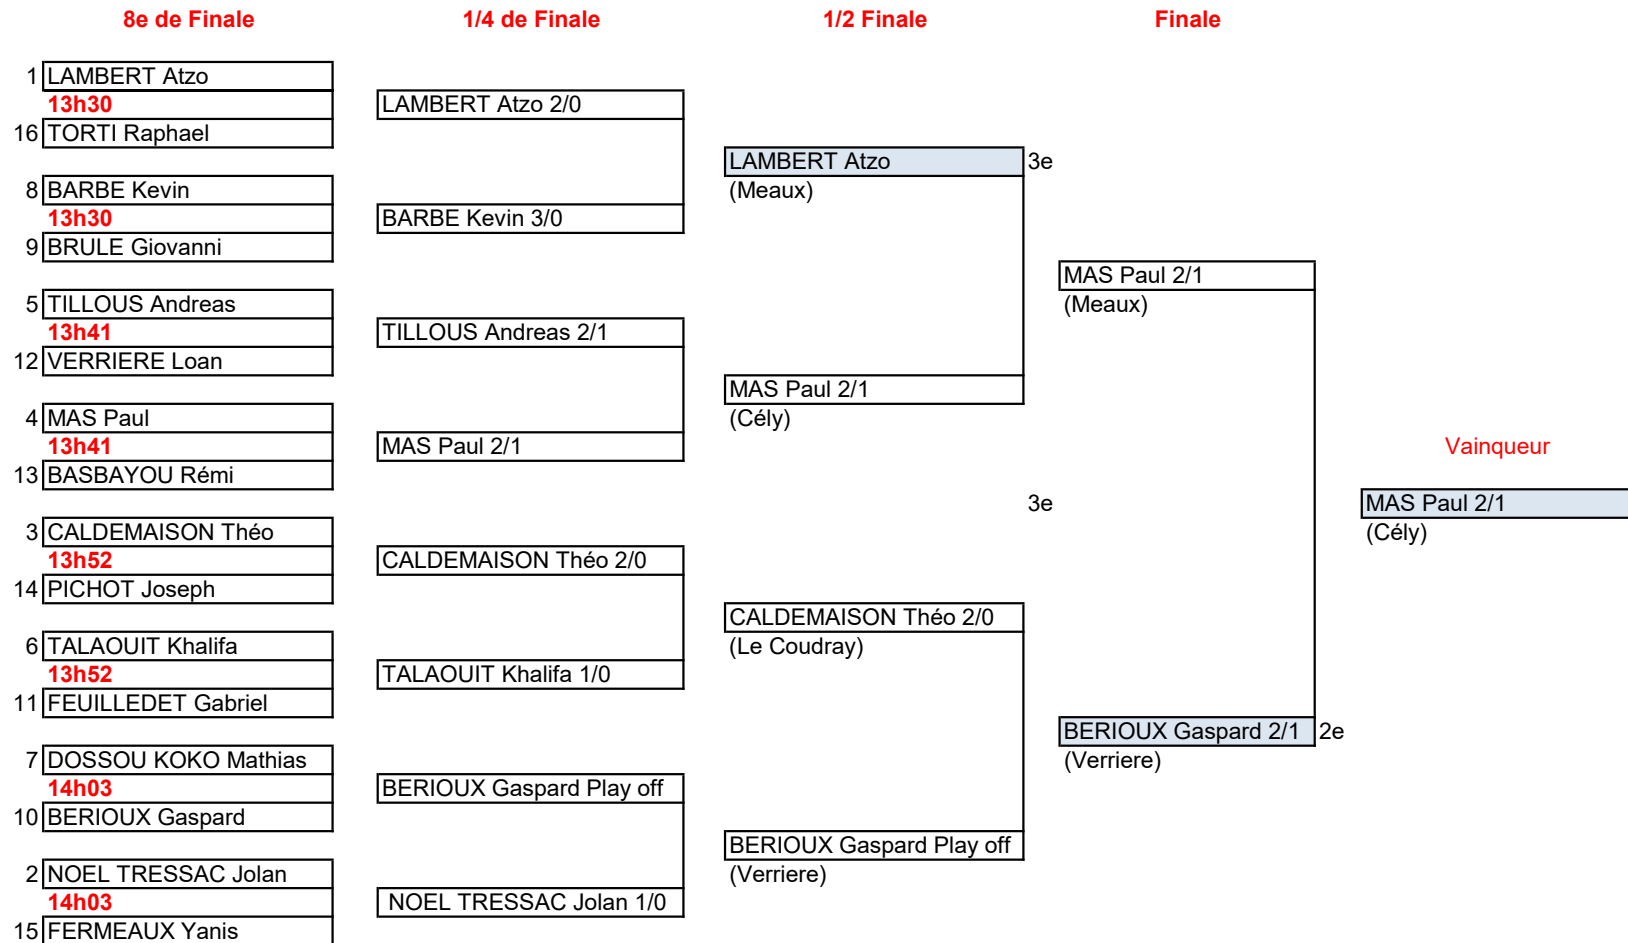 8e de Finale 1/4 de Finale 1/2 Finale Finale
1 LAMBERT Atzo
13h30 LAMBERT Atzo 2/0
16 TORTI Raphael
LAMBERT Atzo 3e
8 BARBE Kevin (Meaux)
13h30 BARBE Kevin 3/0
9 BRULE Giovanni
MAS Paul 2/1
5 TILLOUS Andreas (Meaux)
13h41 TILLOUS Andreas 2/1
12 VERRIERE Loan
MAS Paul 2/1
4 MAS Paul (Cély)
13h41 MAS Paul 2/1 Vainqueur
13 BASBAYOU Rémi
3e MAS Paul 2/1
3 CALDEMAISON Théo (Cély)
13h52 CALDEMAISON Théo 2/0
14 PICHOT Joseph
CALDEMAISON Théo 2/0
6 TALAOUIT Khalifa (Le Coudray)
13h52 TALAOUIT Khalifa 1/0
11 FEUILLEDET Gabriel
BERIOUX Gaspard 2/1 2e
7 DOSSOU KOKO Mathias (Verriere)
14h03 BERIOUX Gaspard Play off
10 BERIOUX Gaspard
BERIOUX Gaspard Play off
2 NOEL TRESSAC Jolan (Verriere)
14h03 NOEL TRESSAC Jolan 1/0
15 FERMEAUX Yanis